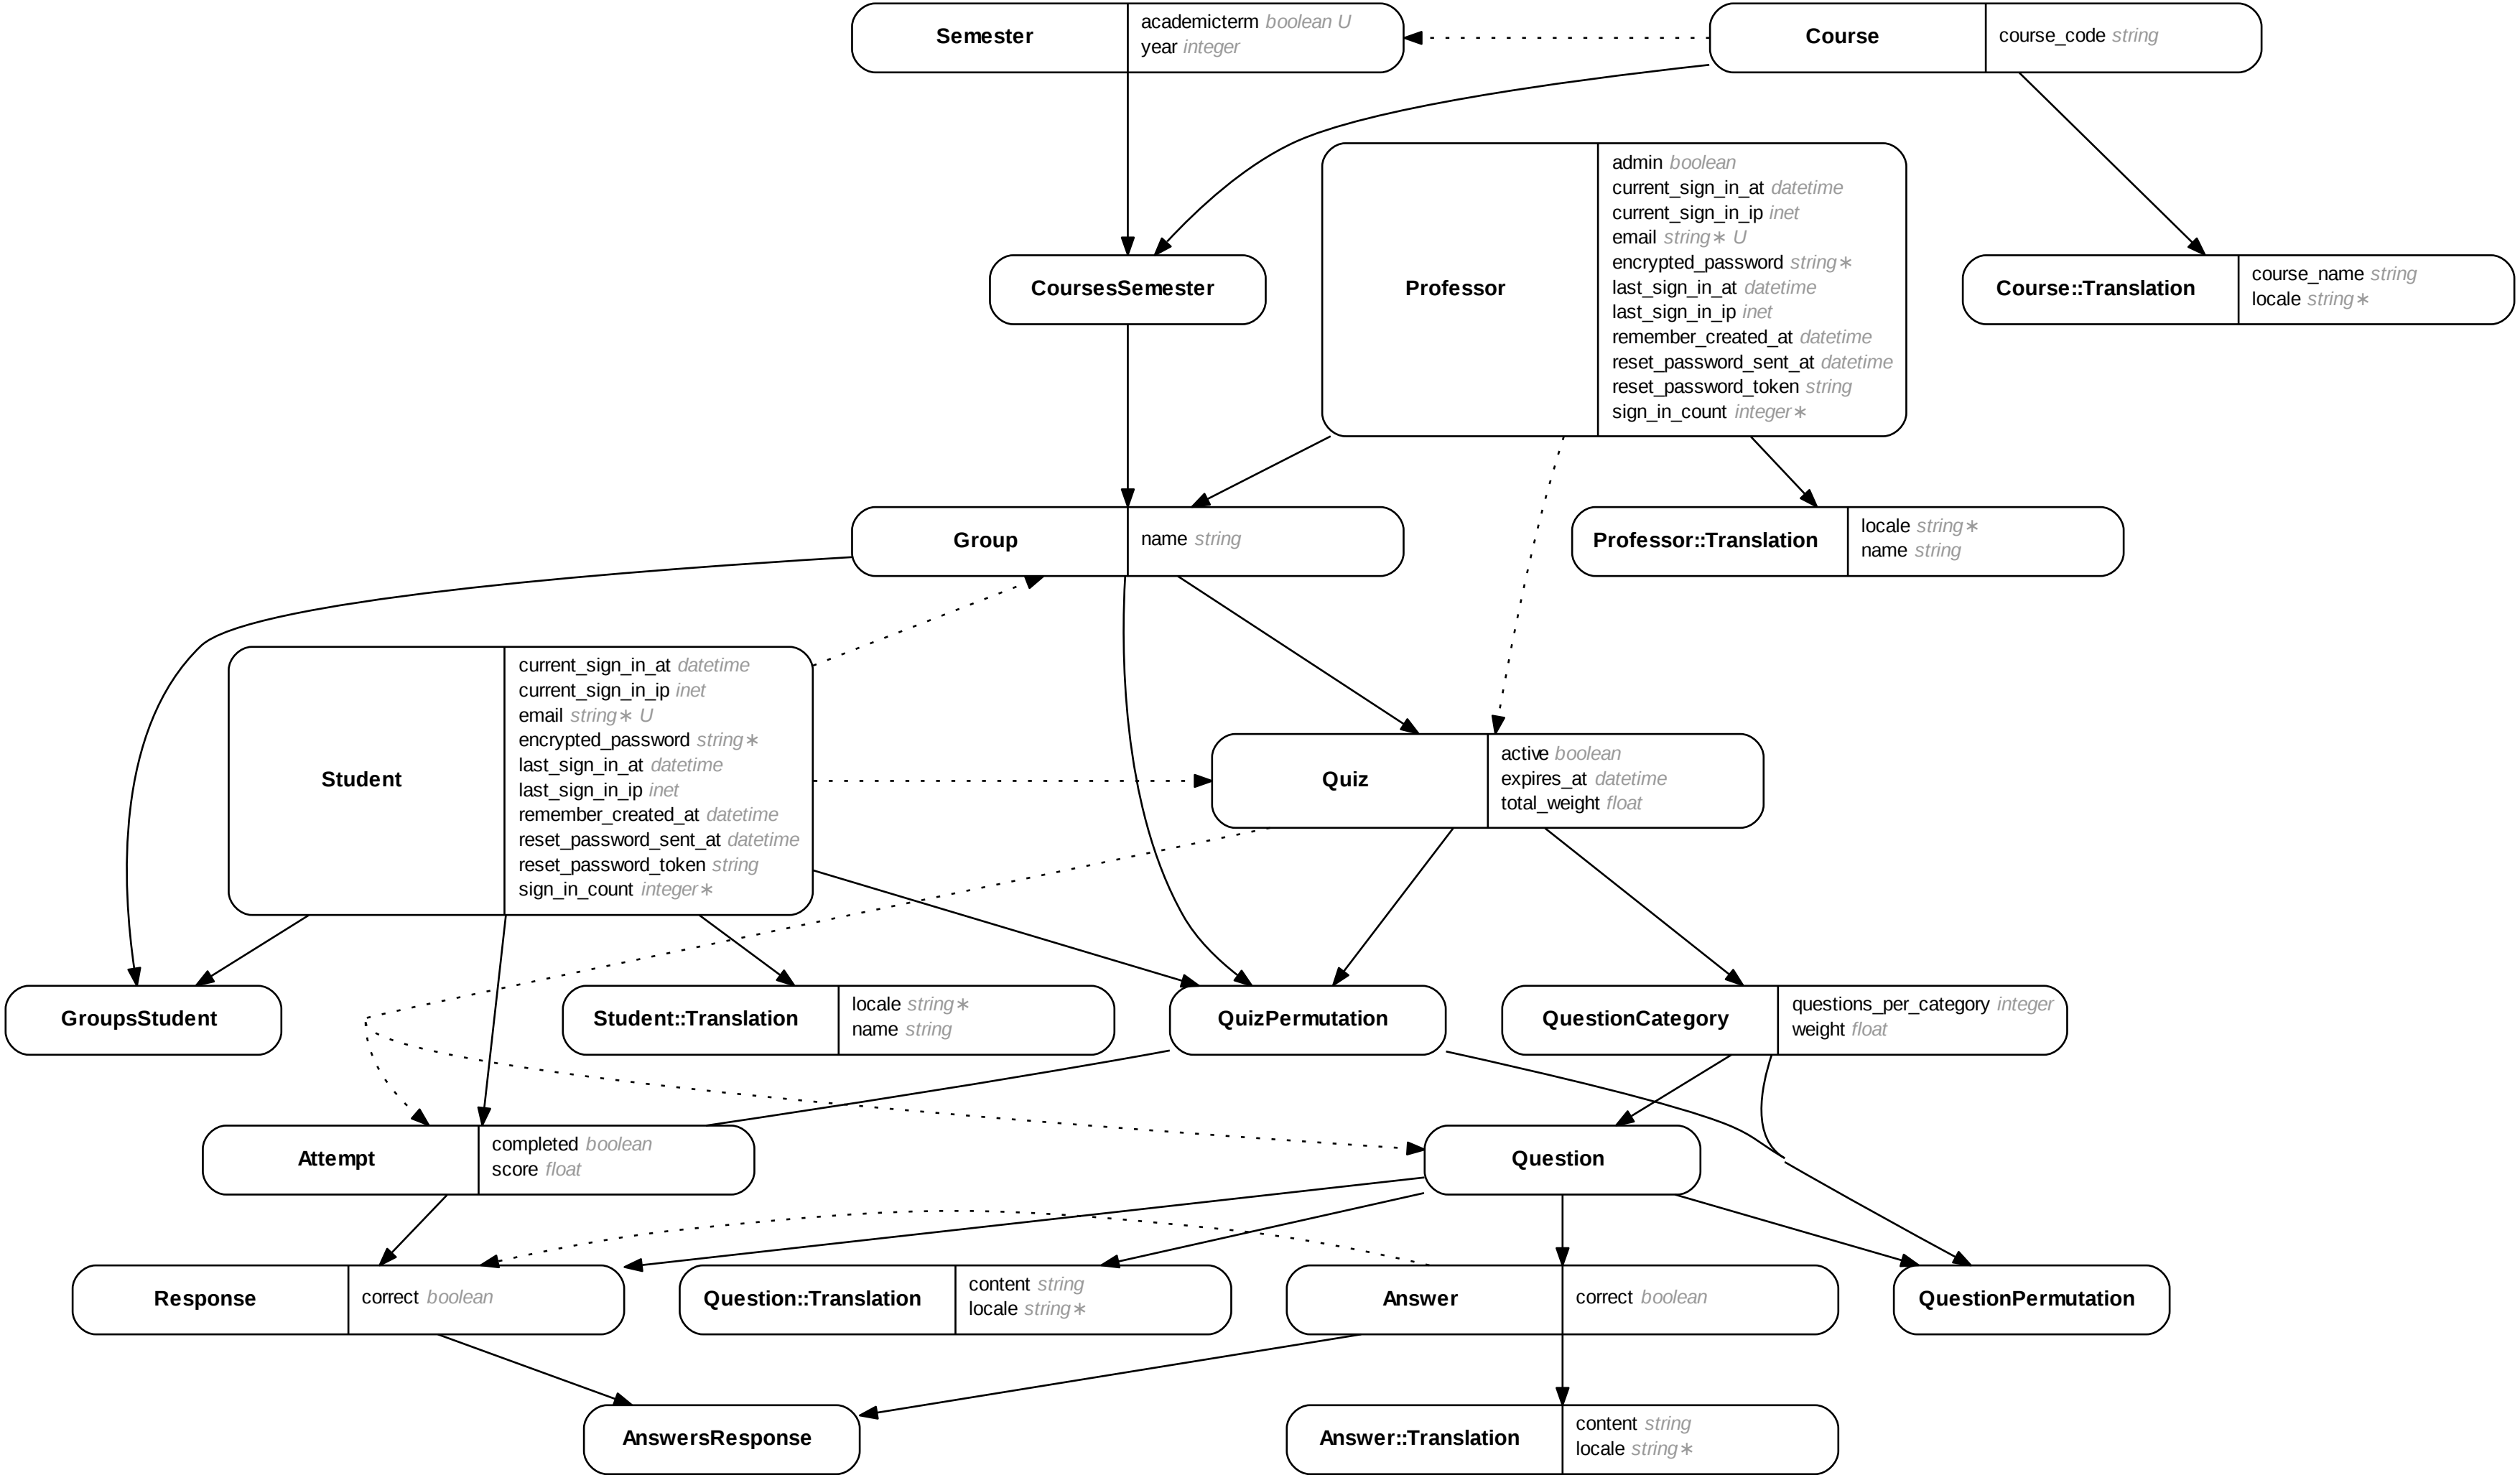 Semester
academicterm boolean U
year integer
Course
course_code string
Professor
admin boolean
current_sign_in_at datetime
current_sign_in_ip inet
email string∗ U
encrypted_password string∗
last_sign_in_at datetime
last_sign_in_ip inet
remember_created_at datetime
reset_password_sent_at datetime
reset_password_token string
sign_in_count integer∗
CoursesSemester
Course::Translation
course_name string
locale string∗
Group
name string
Professor::Translation
locale string∗
name string
Student
current_sign_in_at datetime
current_sign_in_ip inet
email string∗ U
encrypted_password string∗
last_sign_in_at datetime
last_sign_in_ip inet
remember_created_at datetime
reset_password_sent_at datetime
reset_password_token string
sign_in_count integer∗
Quiz
active boolean
expires_at datetime
total_weight float
GroupsStudent
Student::Translation
locale string∗
name string
QuizPermutation
QuestionCategory
questions_per_category integer
weight float
Attempt
completed boolean
score float
Question
Response
correct boolean
Question::Translation
content string
locale string∗
Answer
correct boolean
QuestionPermutation
AnswersResponse
Answer::Translation
content string
locale string∗